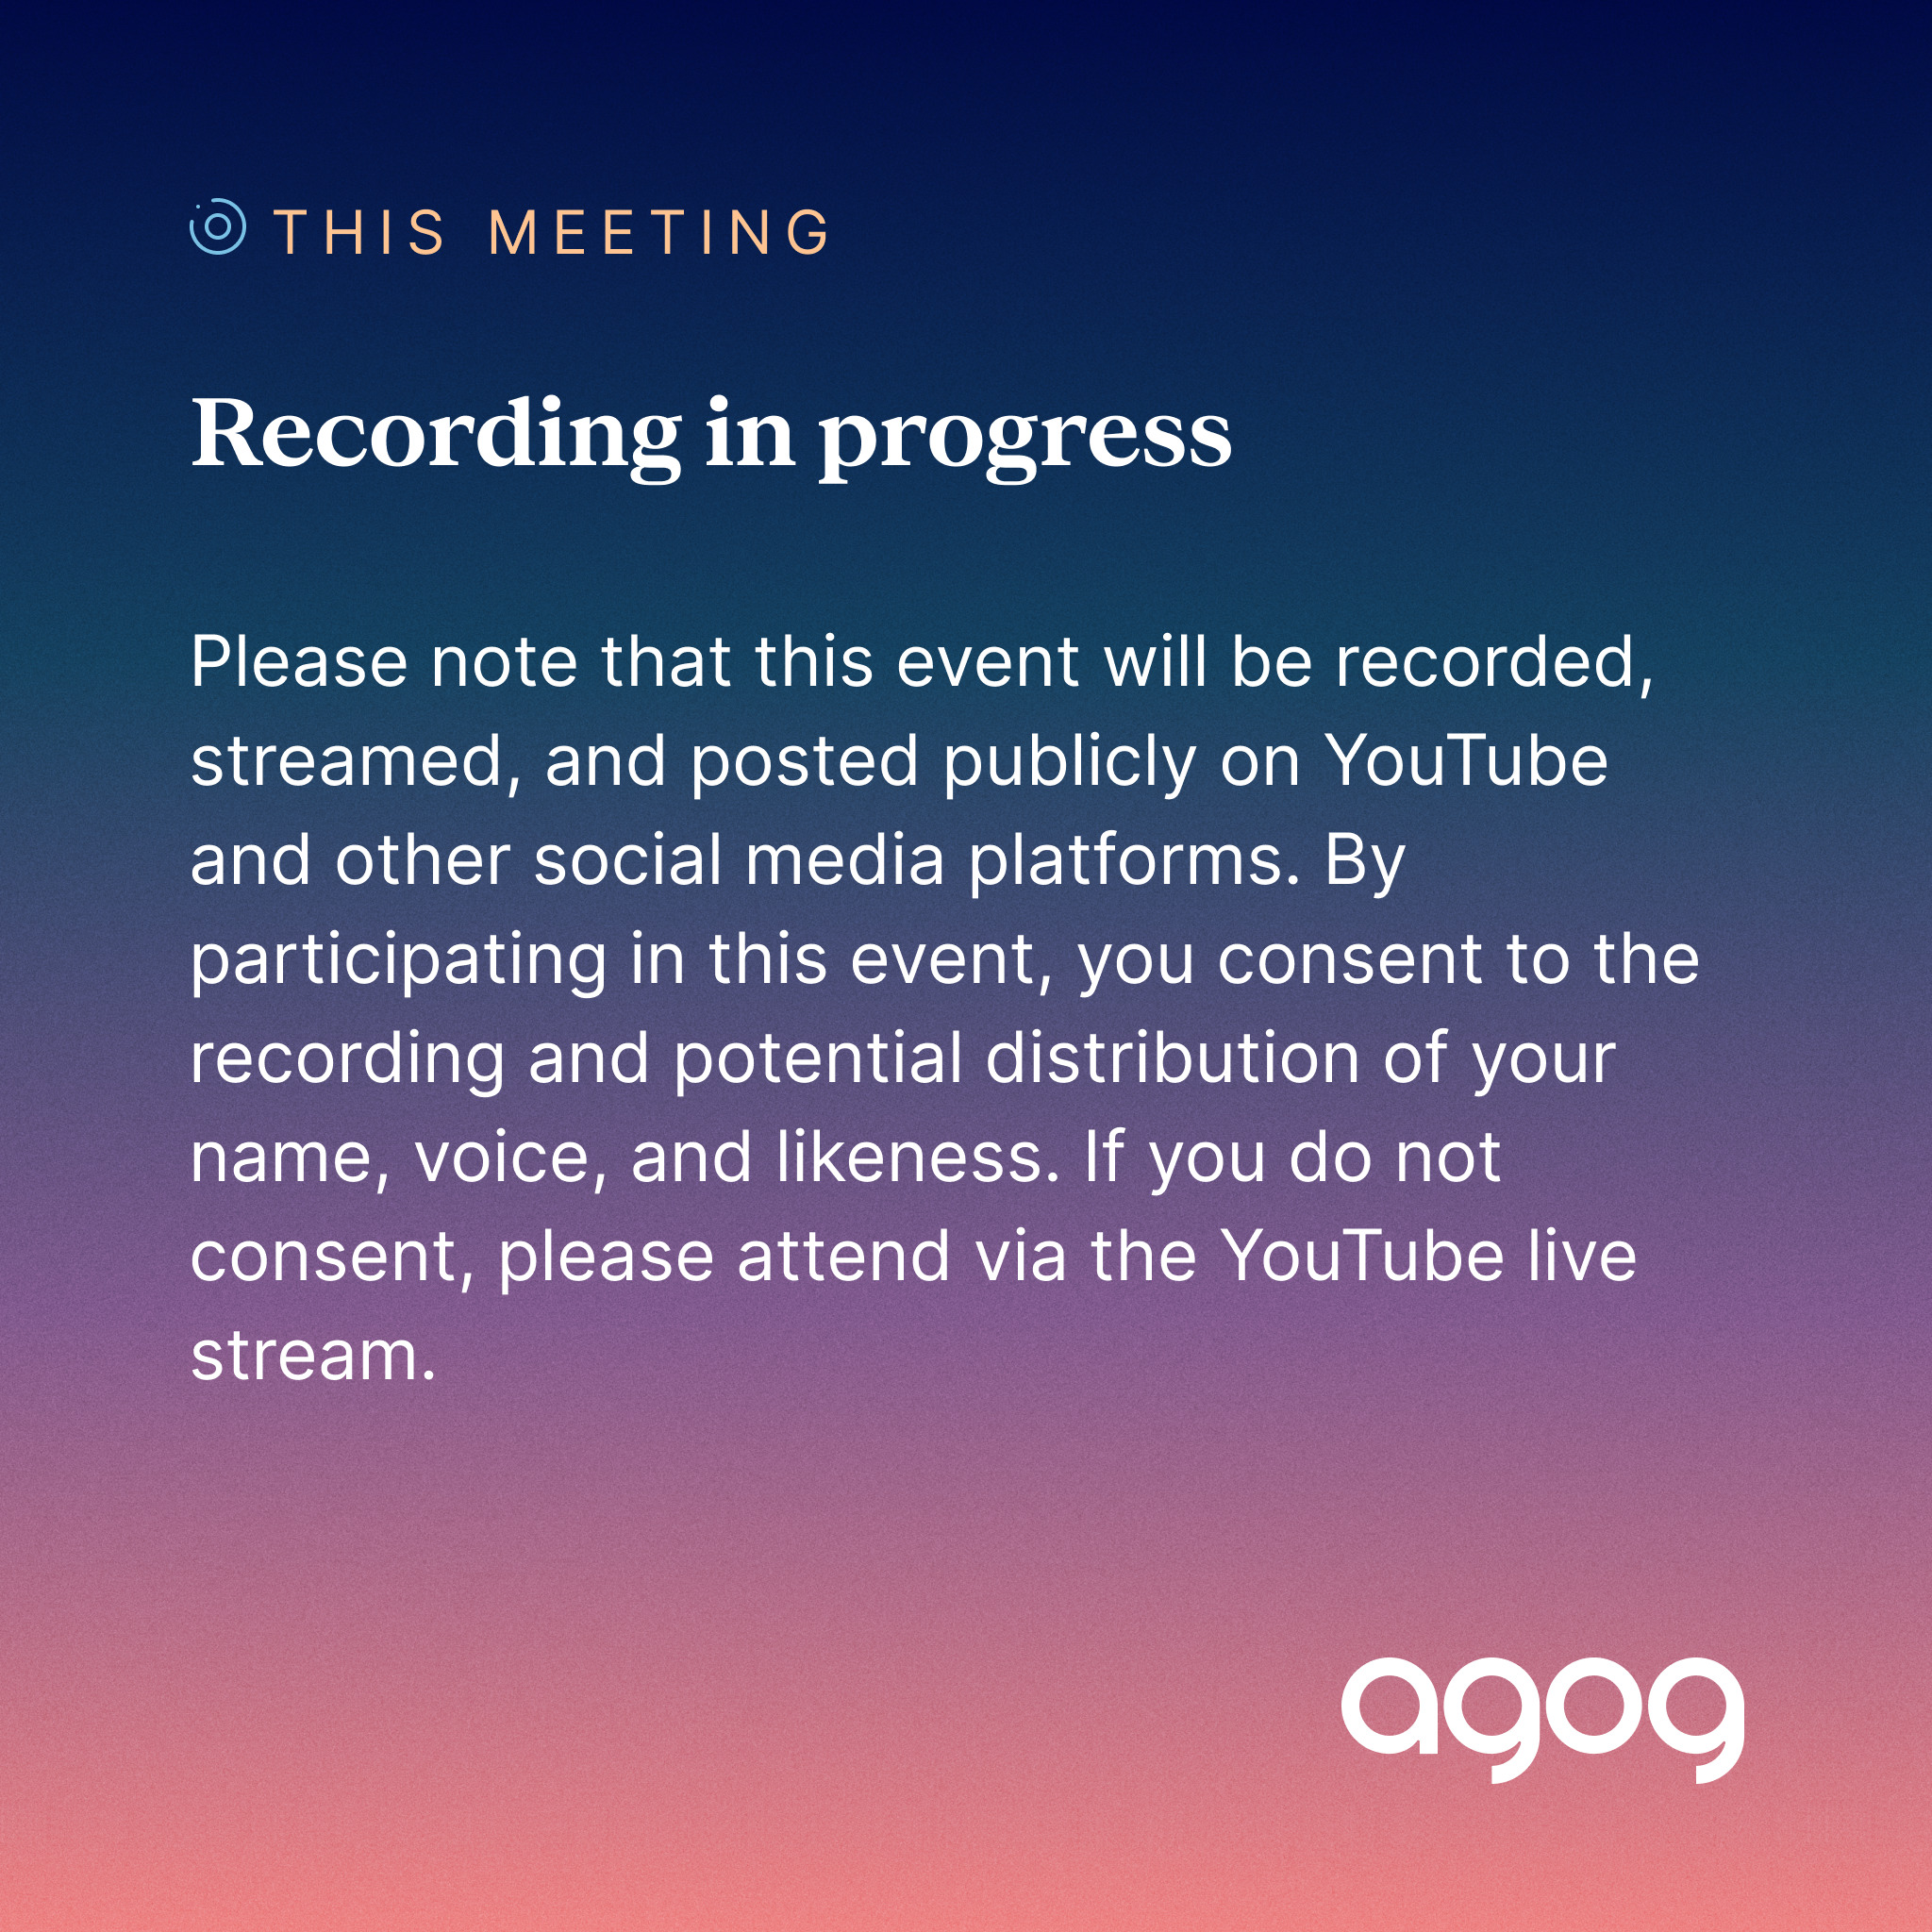 THIS MEETING
Recording in progress
Please note that this event will be recorded,
streamed, and posted publicly on YouTube
and other social media platforms. By
participating in this event, you consent to the
recording and potential distribution of your
name, voice, and likeness. If you do not
consent, please attend via the YouTube live
stream.
agog